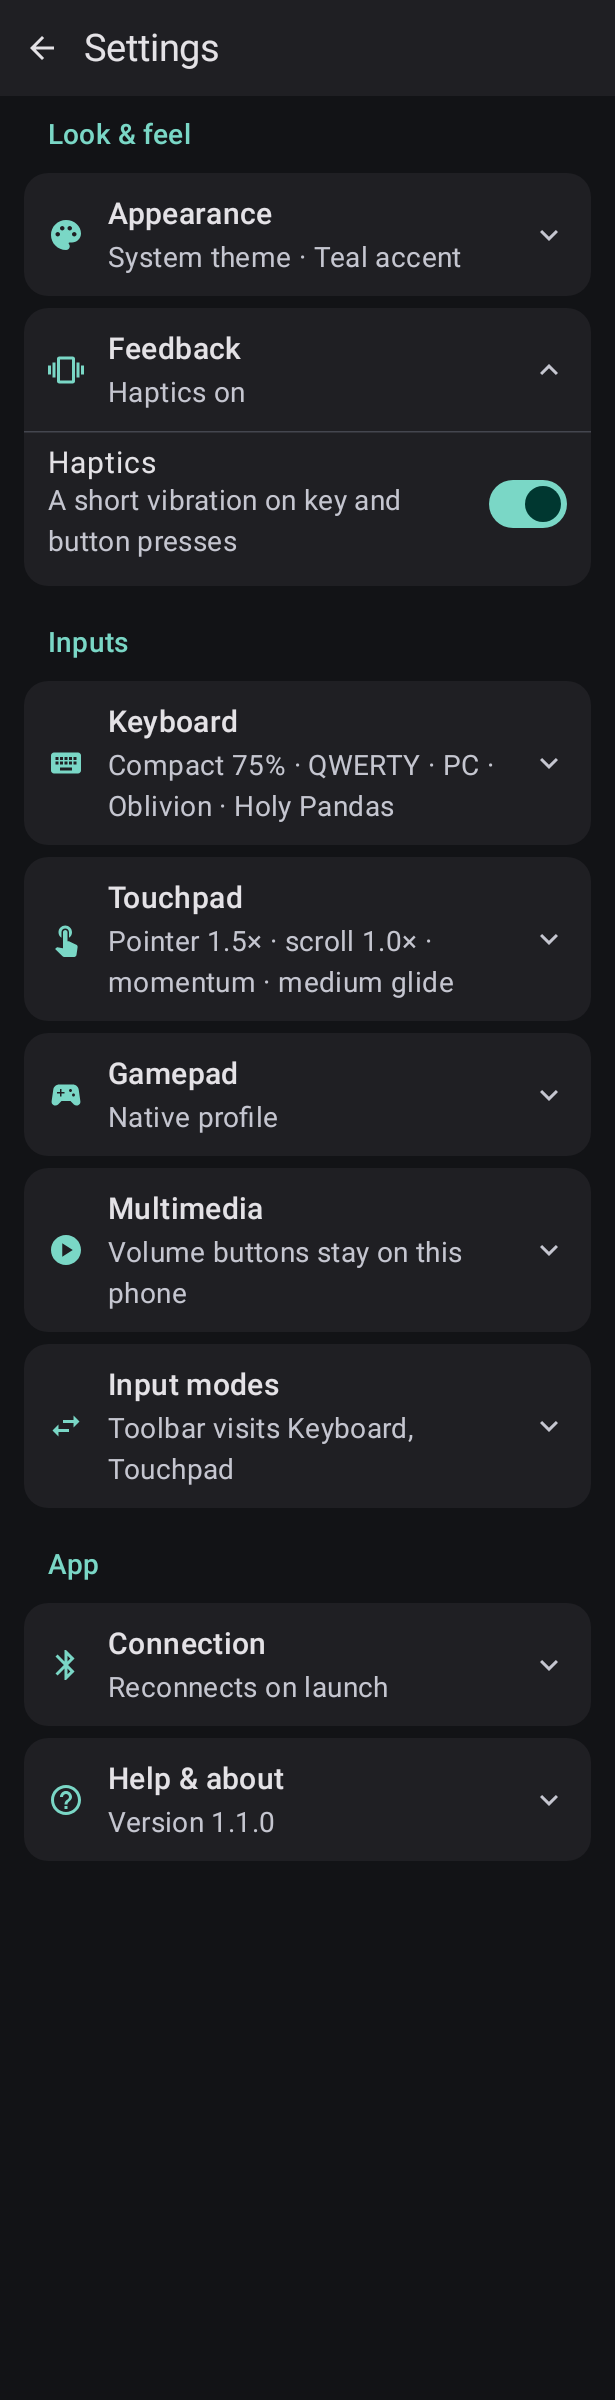 Settings
Look & feel
Appearance
System theme · Teal accent
Feedback
Haptics on
Haptics
A short vibration on key and
button presses
Inputs
Keyboard
Compact 75% · QWERTY · PC ·
Oblivion · Holy Pandas
Touchpad
Pointer 1.5× · scroll 1.0× ·
momentum · medium glide
Gamepad
Native profile
Multimedia
Volume buttons stay on this
phone
Input modes
Toolbar visits Keyboard,
Touchpad
App
Connection
Reconnects on launch
Help & about
Version 1.1.0